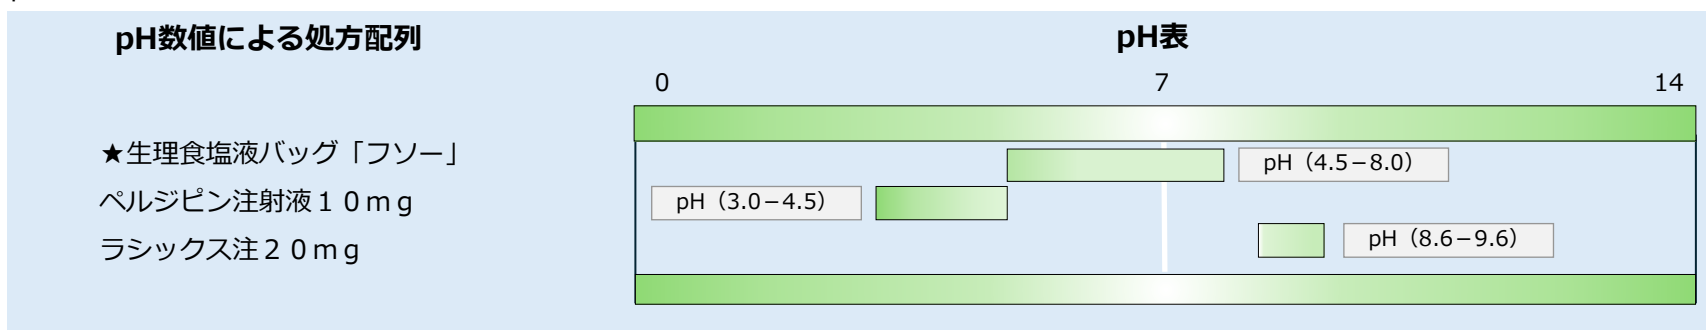 pH数値による処方配列
pH表
0 7 14
★生理食塩液バッグ「フソー」
pH（4.5－8.0）
ペルジピン注射液１０ｍｇ
pH（3.0－4.5）
ラシックス注２０ｍｇ
pH（8.6－9.6）